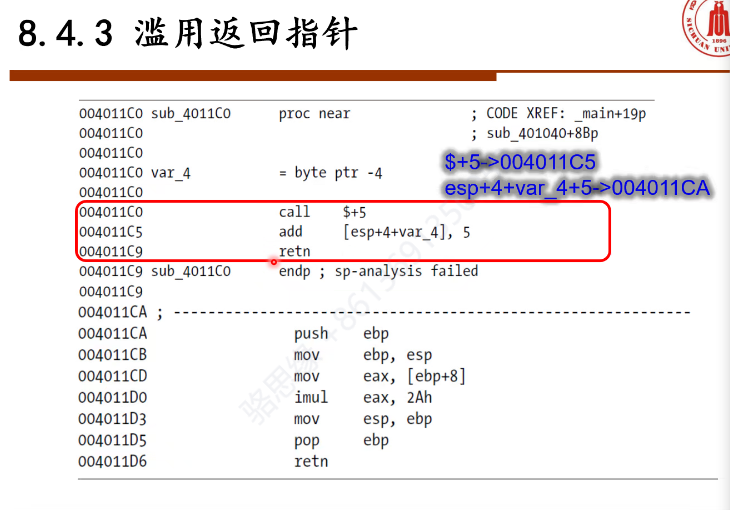 8.4.3 滥用返回指针
004011C0 sub_4011C0 proc near ; CODE XREF: _main+19p
004011C0 ; sub_401040+8Bp
004011C0
004011C0 var_4 = byte ptr -4
004011C0
$+5->004011C5
esp+4+var_4+5->004011CA
004011C0 call $+5
004011C5 add [esp+4+var_4], 5
004011C9 retn
004011C9 sub_4011C0 endp ; sp-analysis failed
004011C9
004011CA ; ---------------------------------------------------------
004011CA push ebp
004011CB mov ebp, esp
004011CD mov eax, [ebp+8]
004011D0 imul eax, 2Ah
004011D3 mov esp, ebp
004011D5 pop ebp
004011D6 retn
1896